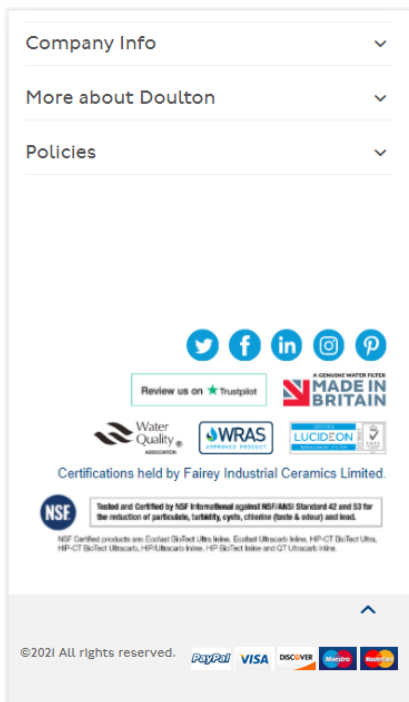 Company Info
More about Doulton
Policies
Review us on Trustpilot
A GENUINE WATER FILTER
MADE IN
BRITAIN
Water
Quality
ASSOCIATION
WRAS
APPROVED PRODUCT
LUCIDEON
Certifications held by Fairey Industrial Ceramics Limited.
NSF
Tested and Certified by NSF International against NSF/ANSI Standard 42 and 53 for
the reduction of particulate, turbidity, cysts, chlorine (taste & odour) and lead.
NSF Certified products are: Ecofast BioTect Ultra Inline, Ecofast Ultracarb Inline, HIP-CT BioTect Ultra,
HIP-CT BioTect Ultracarb, HIP/Ultracarb Inline, HIP BioTect Inline and QT Ultracarb Inline.
©2021 All rights reserved.
PayPal VISA DISCOVER Maestro MasterCard